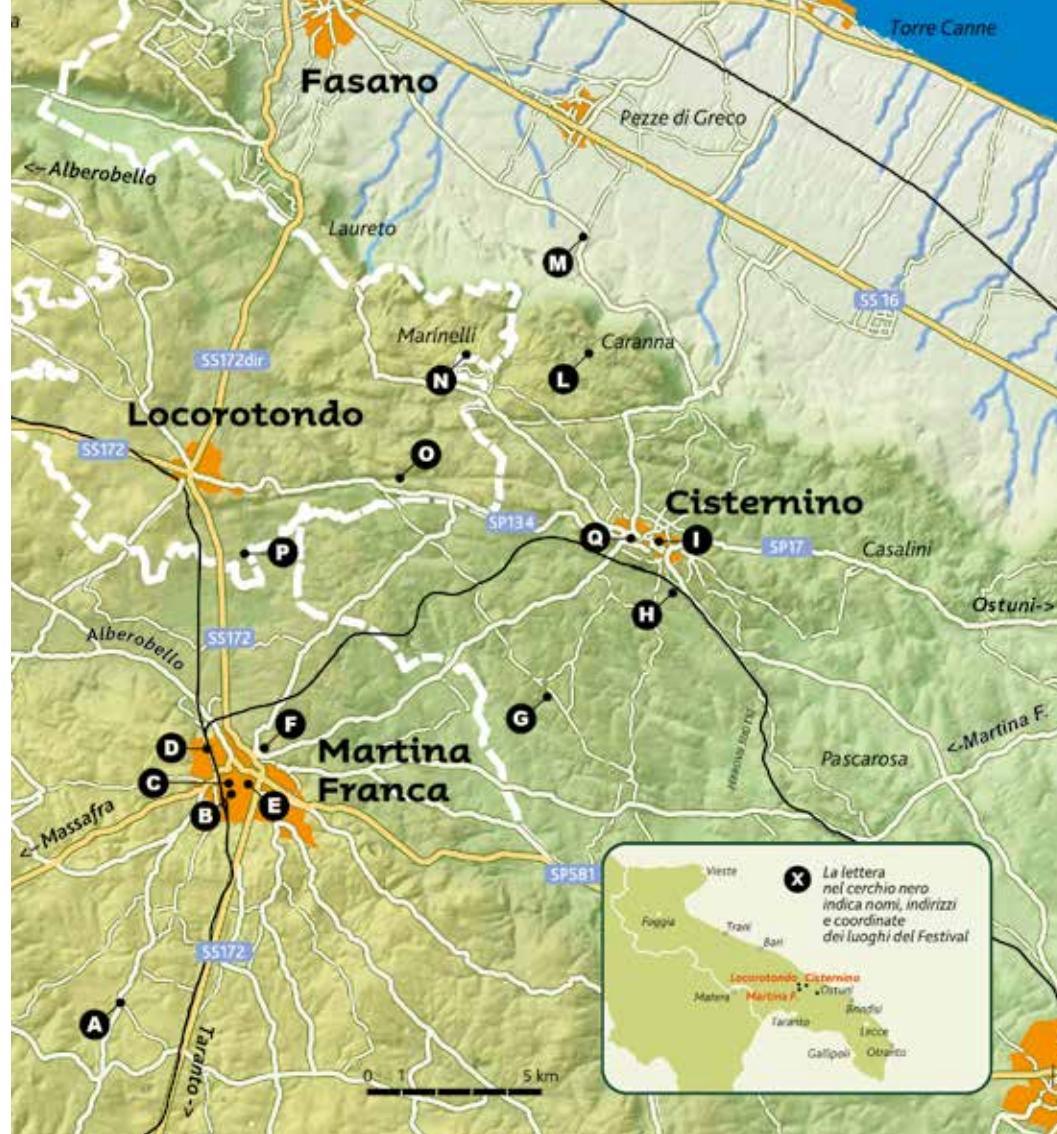 a
Torre Canne
Fasano
Pezze di Greco
<-- Alberobello
Laureto
M
SS 16
Marinelli
Caranna
SS172dir
N
L
Locorotondo
SS172
O
Cisternino
SP134
Q
I
SP17
Casalini
P
H
Ostuni->
Alberobello
SS172
G
<-Martina F.
F
D
Martina
Franca
Pascarosa
C
B
E
<-- Massafra
SP581
X
La lettera
nel cerchio nero
indica nomi, indirizzi
e coordinate
dei luoghi del Festival
Vieste
Foggia
Trani
Bari
SS172
Locorotondo
Cisternino
Matera
Martina F.
Ostuni
Brindisi
Taranto
Lecce
Gallipoli
Otranto
A
Taranto ->
0 1 5 km